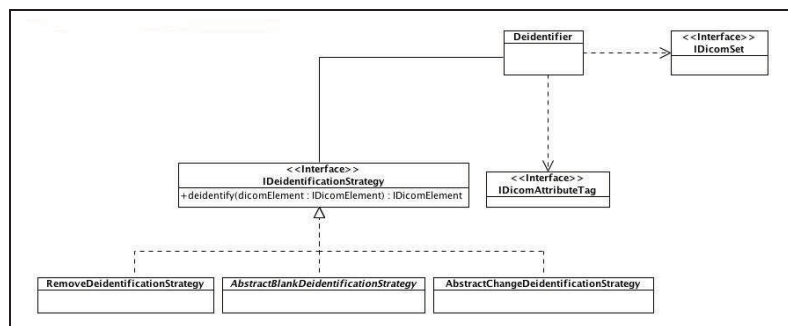 Deidentifier
<<Interface>>
IDicomSet
<<Interface>>
IDeidentificationStrategy
+deidentify(dicomElement : IDicomElement) : IDicomElement
<<Interface>>
IDicomAttributeTag
RemoveDeidentificationStrategy
AbstractBlankDeidentificationStrategy
AbstractChangeDeidentificationStrategy